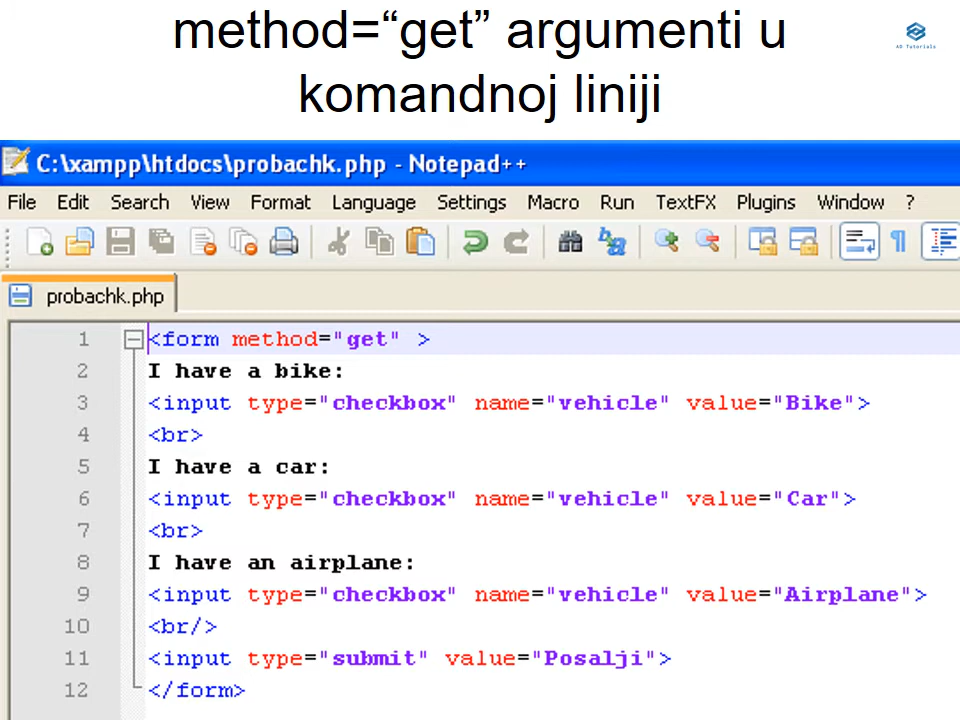 method=“get” argumenti u
komandnoj liniji
AD Tutorials
C:\xampp\htdocs\probachk.php - Notepad++
File Edit Search View Format Language Settings Macro Run TextFX Plugins Window ?
probachk.php
1 <form method="get" >
2 I have a bike:
3 <input type="checkbox" name="vehicle" value="Bike">
4 <br>
5 I have a car:
6 <input type="checkbox" name="vehicle" value="Car">
7 <br>
8 I have an airplane:
9 <input type="checkbox" name="vehicle" value="Airplane">
10 <br/>
11 <input type="submit" value="Posalji">
12 </form>